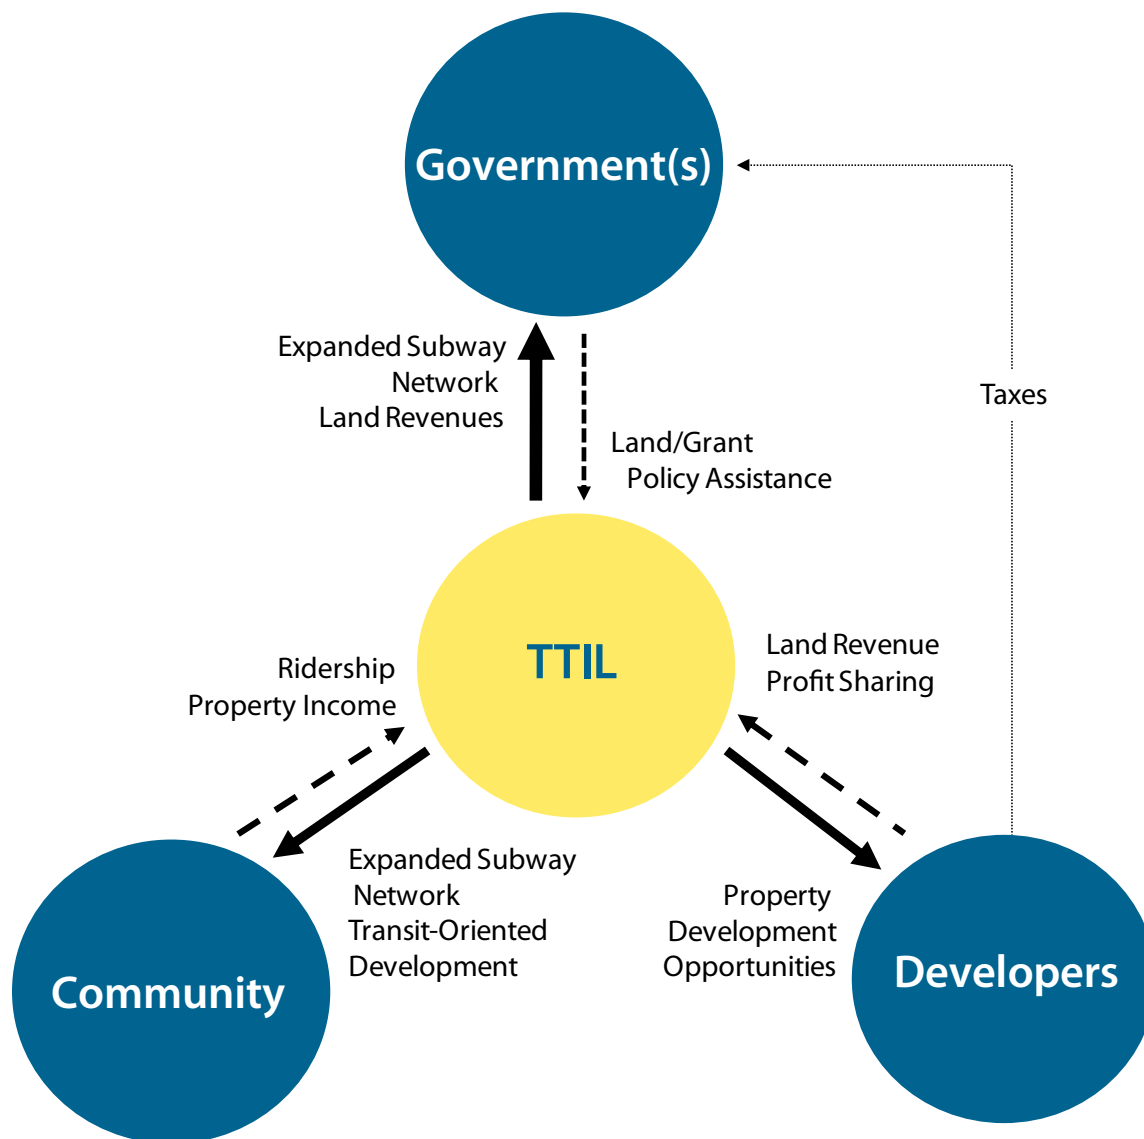 Government(s)
Expanded Subway
Network
Land Revenues
Taxes
Land/Grant
Policy Assistance
TTIL
Land Revenue
Profit Sharing
Ridership
Property Income
Expanded Subway
Network
Transit-Oriented
Development
Property
Development
Opportunities
Community
Developers